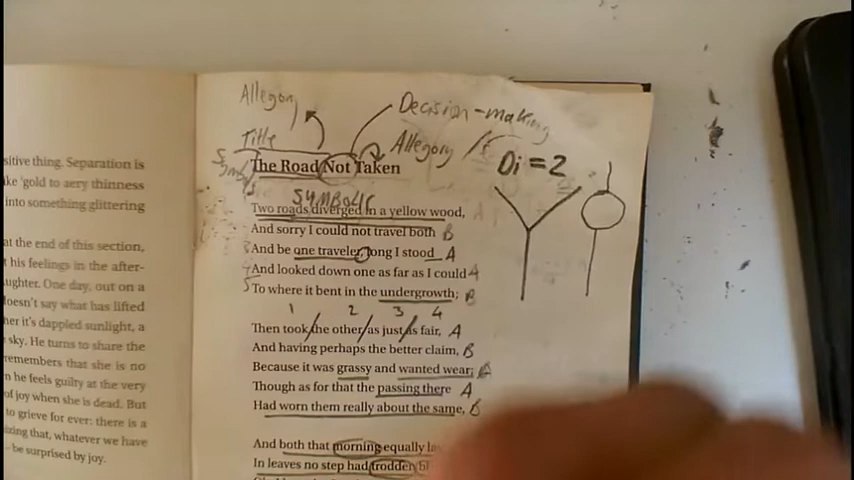 sitive thing. Separation is
ke 'gold to aery thinness
into something glittering
at the end of this section,
his feelings in the after-
ughter. One day, out on a
doesn't say what has lifted
her it's dappled sunlight, a
sky. He turns to share the
remembers that she is no
n he feels guilty at the very
of joy when she is dead. But
to grieve for ever: there is a
izing that, whatever we have
– be surprised by joy.
Allegory
Decision-making
Title
Allegory
Di = 2
The Road Not Taken
SYMBOLIC
Two roads diverged in a yellow wood, A
And sorry I could not travel both B
3 And be one traveler, long I stood A
4 And looked down one as far as I could A
5 To where it bent in the undergrowth; B
1 2 3 4
Then took/the other/as just/as fair, A
And having perhaps the better claim, B
Because it was grassy and wanted wear; A
Though as for that the passing there A
Had worn them really about the same, B
And both that morning equally
In leaves no step had trodden